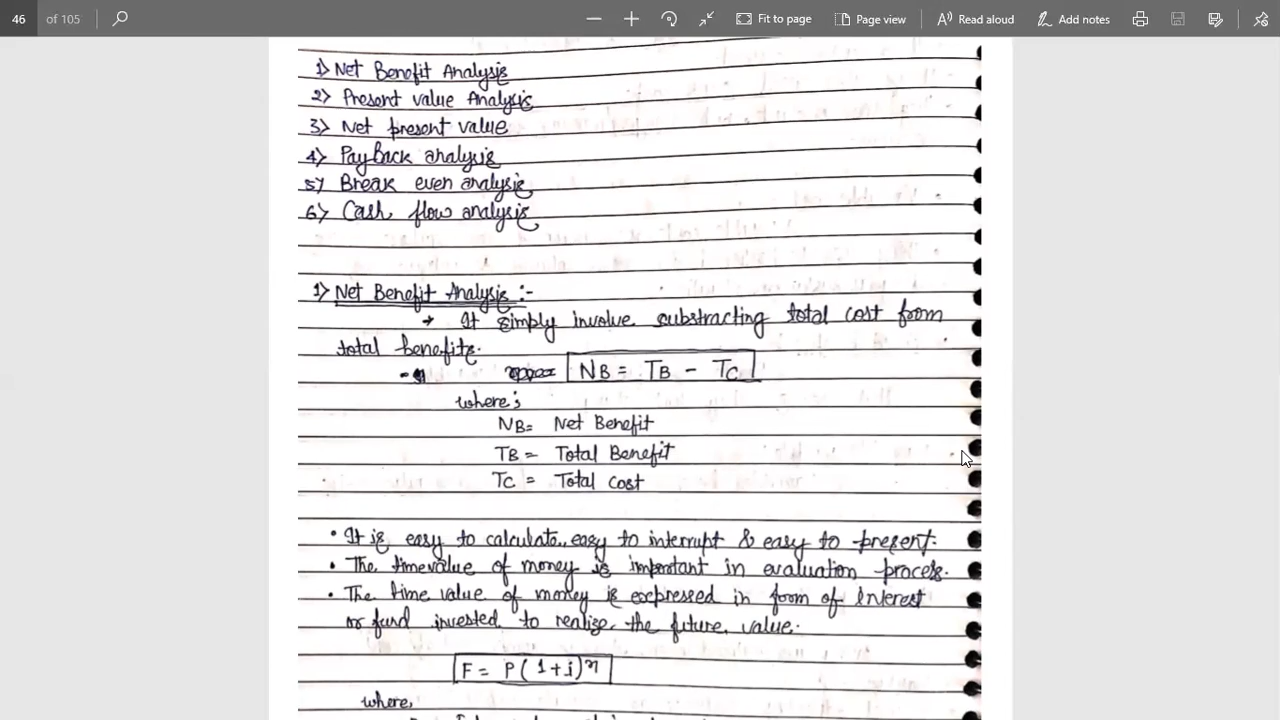 46 of 105 Fit to page Page view Read aloud Add notes
1) Net Benefit Analysis
2) Present value Analysis
3) Net present value
4) PayBack analysis
5) Break even analysis
6) Cash flow analysis
1) Net Benefit Analysis :-
→ It simply involve substracting total cost from
total benefits.
NB = TB - TC
where;
NB= Net Benefit
TB = Total Benefit
TC = Total cost
• It is easy to calculate, easy to interrupt & easy to present.
• The timevalue of money is important in evaluation process.
• The time value of money is expressed in form of interest
or fund invested to realize the future value.
F = P(1+i)ⁿ
where,